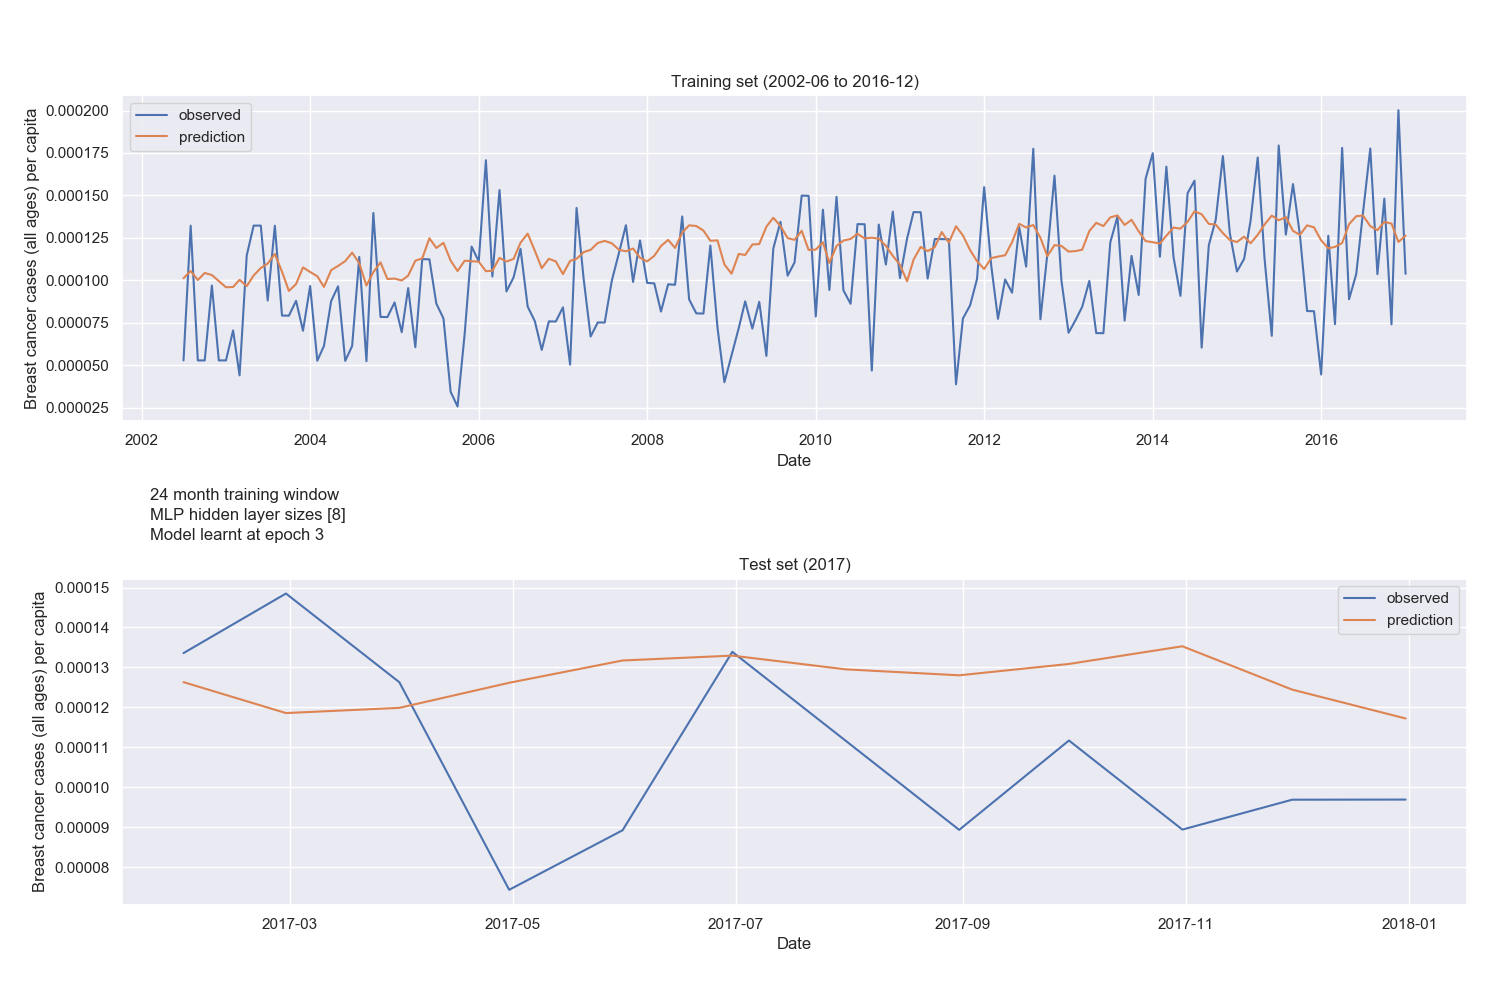 Training set (2002-06 to 2016-12)
Breast cancer cases (all ages) per capita
0.000200
0.000175
0.000150
0.000125
0.000100
0.000075
0.000050
0.000025
observed
prediction
2002 2004 2006 2008 2010 2012 2014 2016
Date
24 month training window
MLP hidden layer sizes [8]
Model learnt at epoch 3
Test set (2017)
Breast cancer cases (all ages) per capita
0.00015
0.00014
0.00013
0.00012
0.00011
0.00010
0.00009
0.00008
observed
prediction
2017-03 2017-05 2017-07 2017-09 2017-11 2018-01
Date